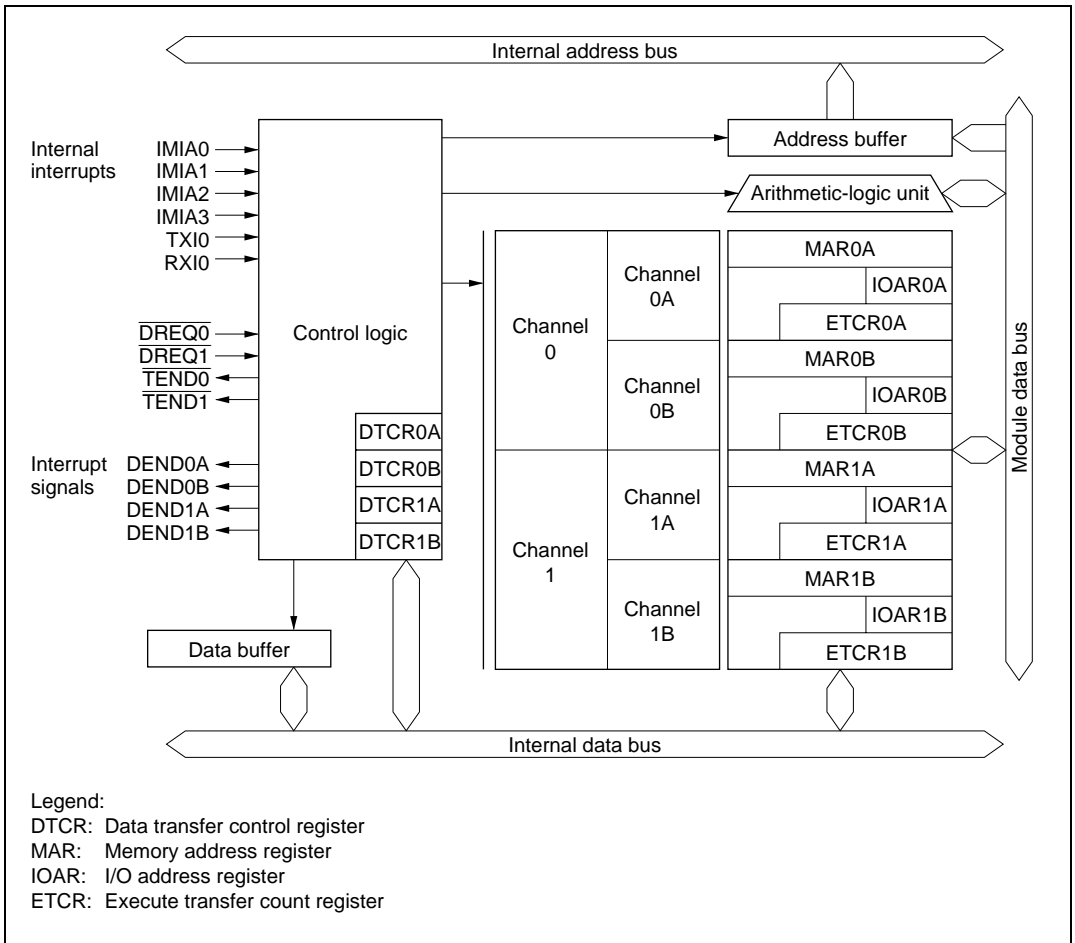 Internal address bus
Address buffer
Arithmetic-logic unit
Internal
interrupts
IMIA0
IMIA1
IMIA2
IMIA3
TXI0
RXI0
DREQ0
DREQ1
TEND0
TEND1
Interrupt
signals
DEND0A
DEND0B
DEND1A
DEND1B
Control logic
DTCR0A
DTCR0B
DTCR1A
DTCR1B
Data buffer
Channel
0
Channel
1
Channel
0A
Channel
0B
Channel
1A
Channel
1B
MAR0A
IOAR0A
ETCR0A
MAR0B
IOAR0B
ETCR0B
MAR1A
IOAR1A
ETCR1A
MAR1B
IOAR1B
ETCR1B
Module data bus
Internal data bus
Legend:
DTCR: Data transfer control register
MAR: Memory address register
IOAR: I/O address register
ETCR: Execute transfer count register